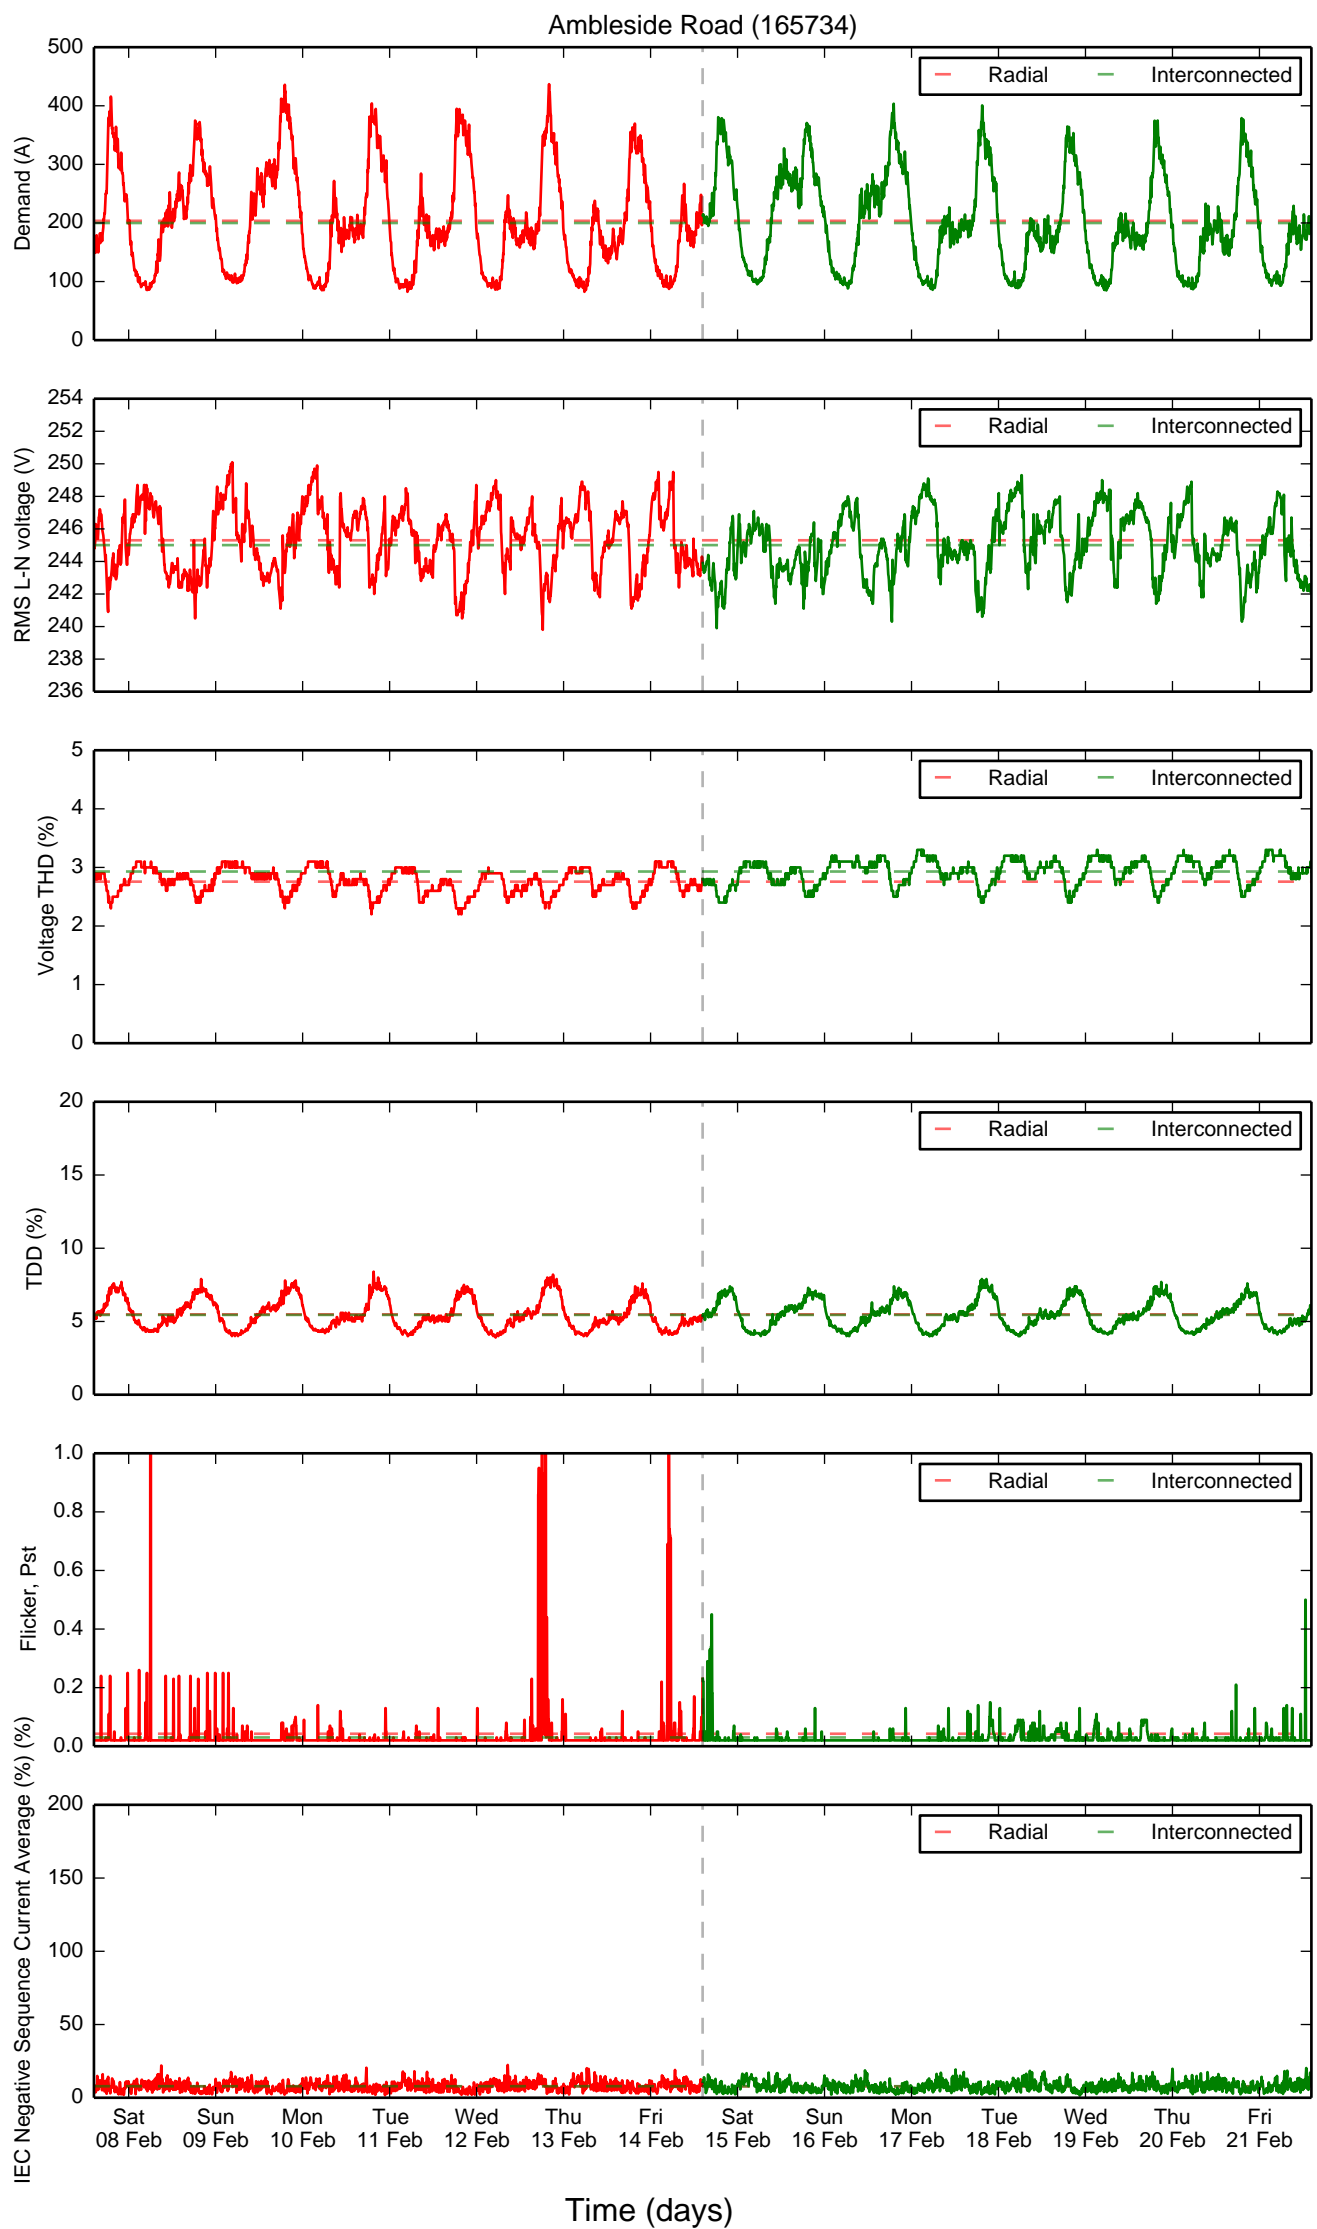 Ambleside Road (165734)
500
400
300
200
100
0
Demand (A)
Radial Interconnected
254
252
250
248
246
244
242
240
238
236
RMS L-N voltage (V)
Radial Interconnected
5
4
3
2
1
0
Voltage THD (%)
Radial Interconnected
20
15
10
5
0
TDD (%)
Radial Interconnected
1.0
0.8
0.6
0.4
0.2
0.0
Flicker, Pst
Radial Interconnected
200
150
100
50
0
IEC Negative Sequence Current Average (%) (%)
Radial Interconnected
Sat Sun Mon Tue Wed Thu Fri Sat Sun Mon Tue Wed Thu Fri
08 Feb 09 Feb 10 Feb 11 Feb 12 Feb 13 Feb 14 Feb 15 Feb 16 Feb 17 Feb 18 Feb 19 Feb 20 Feb 21 Feb
Time (days)